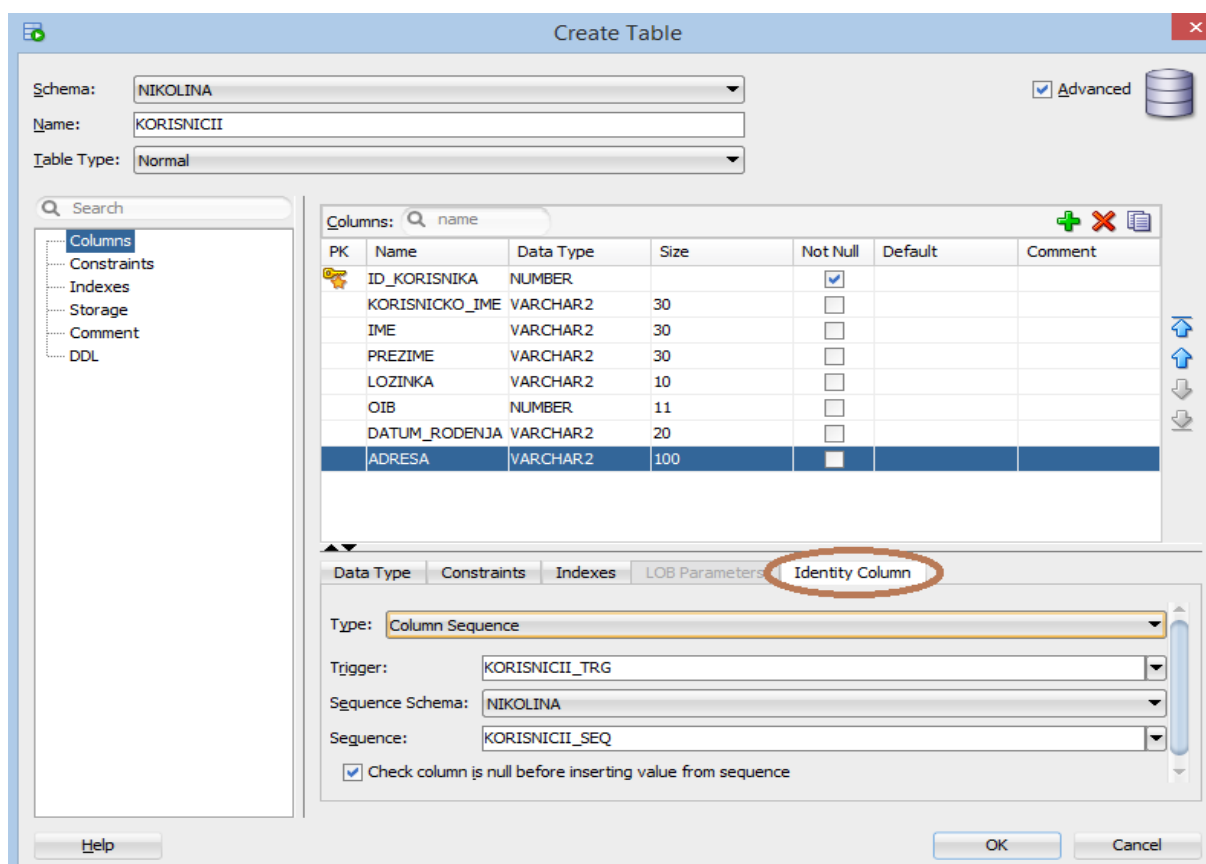 Create Table
Schema: NIKOLINA
Advanced
Name: KORISNICII
Table Type: Normal
Search
Columns
Constraints
Indexes
Storage
Comment
DDL
Columns: name
PK Name Data Type Size Not Null Default Comment
ID_KORISNIKA NUMBER
KORISNICKO_IME VARCHAR2 30
IME VARCHAR2 30
PREZIME VARCHAR2 30
LOZINKA VARCHAR2 10
OIB NUMBER 11
DATUM_RODENJA VARCHAR2 20
ADRESA VARCHAR2 100
Data Type Constraints Indexes LOB Parameters Identity Column
Type: Column Sequence
Trigger: KORISNICII_TRG
Sequence Schema: NIKOLINA
Sequence: KORISNICII_SEQ
Check column is null before inserting value from sequence
Help OK Cancel